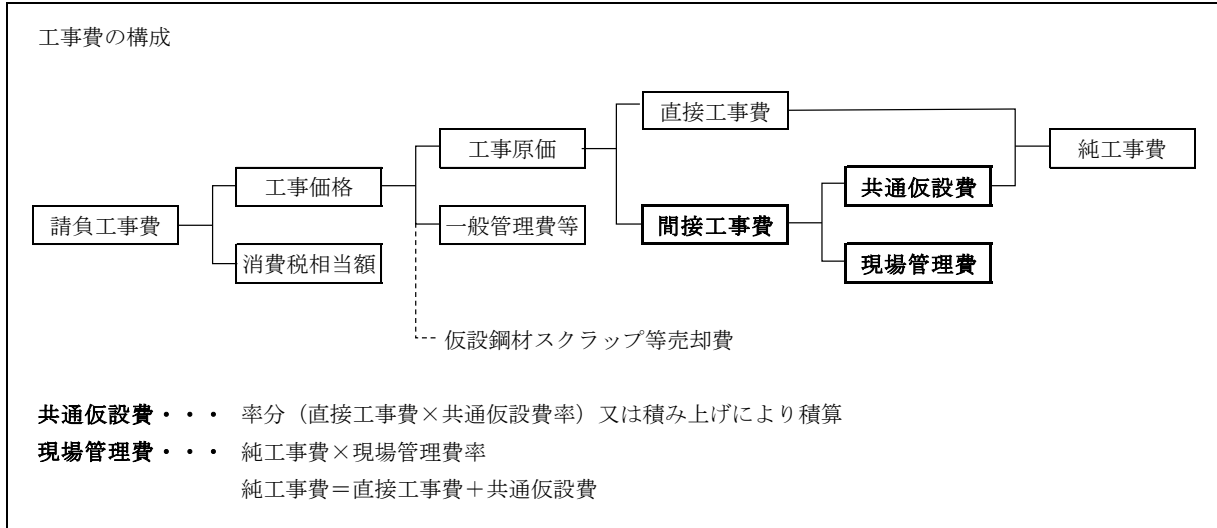 工事費の構成
直接工事費
工事原価
純工事費
工事価格
共通仮設費
請負工事費
一般管理費等
間接工事費
消費税相当額
現場管理費
仮設鋼材スクラップ等売却費
共通仮設費・・・ 率分（直接工事費×共通仮設費率）又は積み上げにより積算
現場管理費・・・ 純工事費×現場管理費率
純工事費＝直接工事費＋共通仮設費